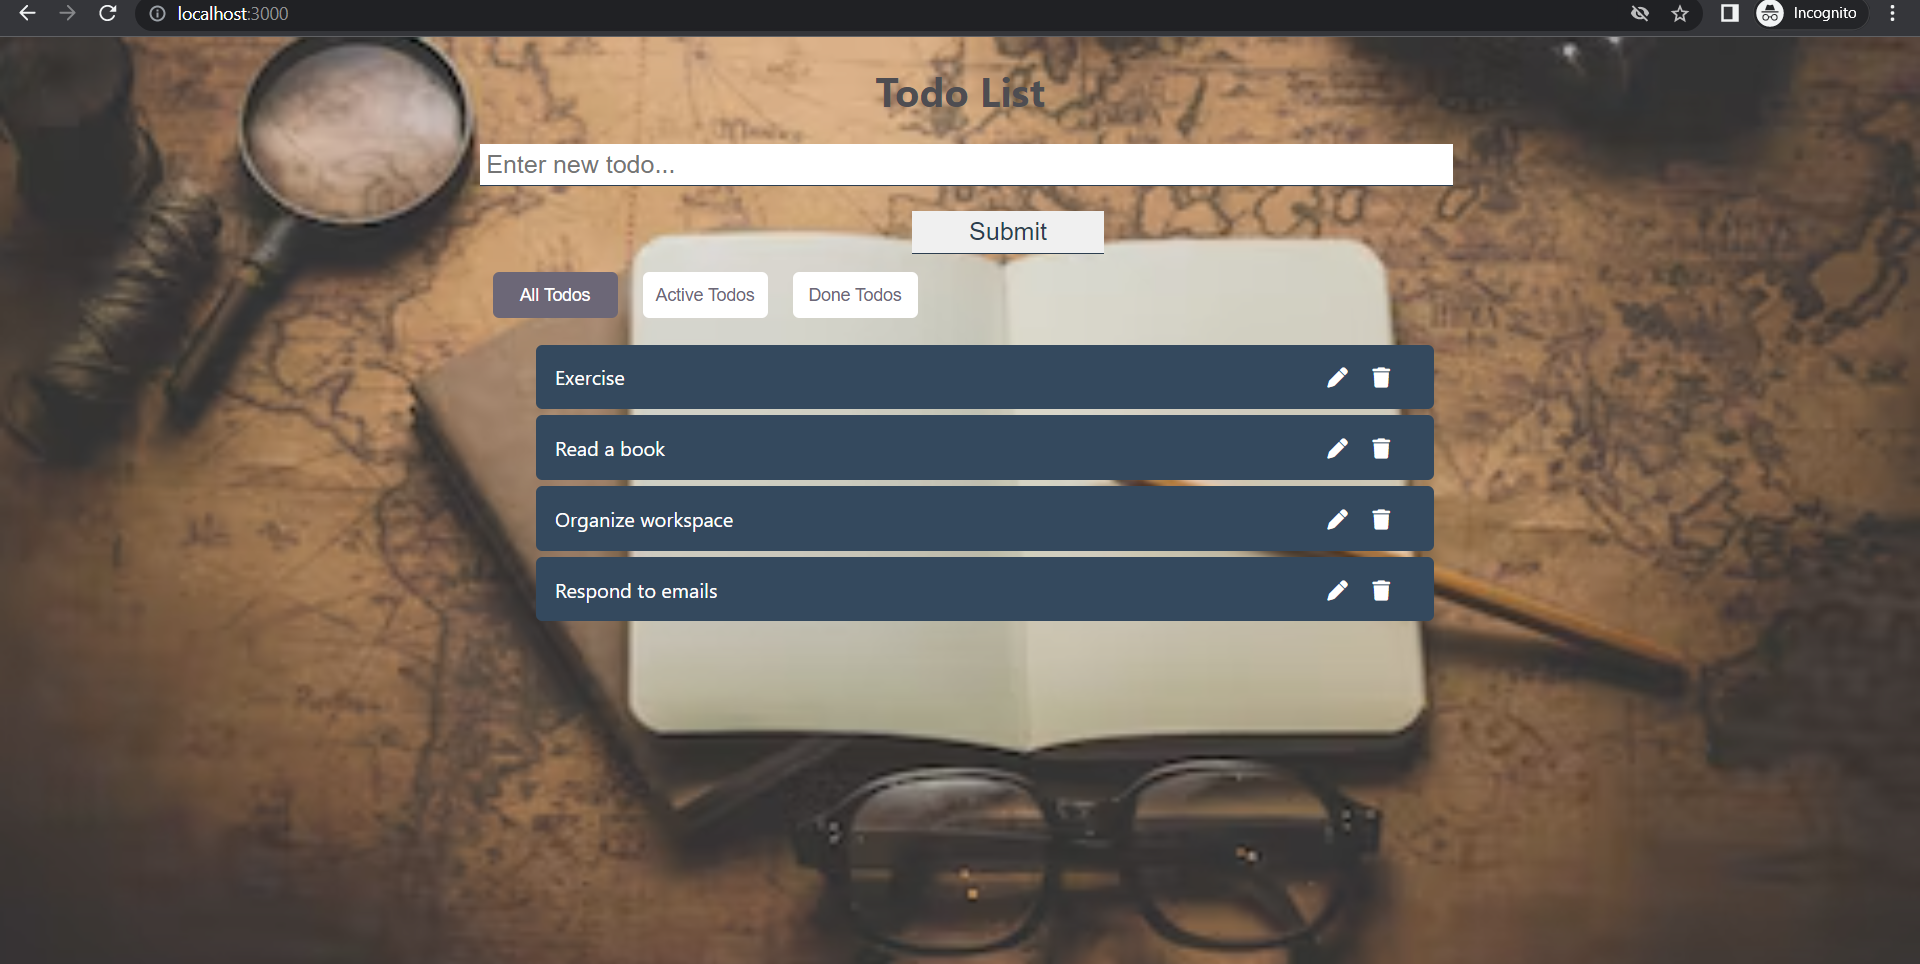 localhost:3000
Incognito
Todo List
Enter new todo...
Submit
All Todos Active Todos Done Todos
Exercise
Read a book
Organize workspace
Respond to emails